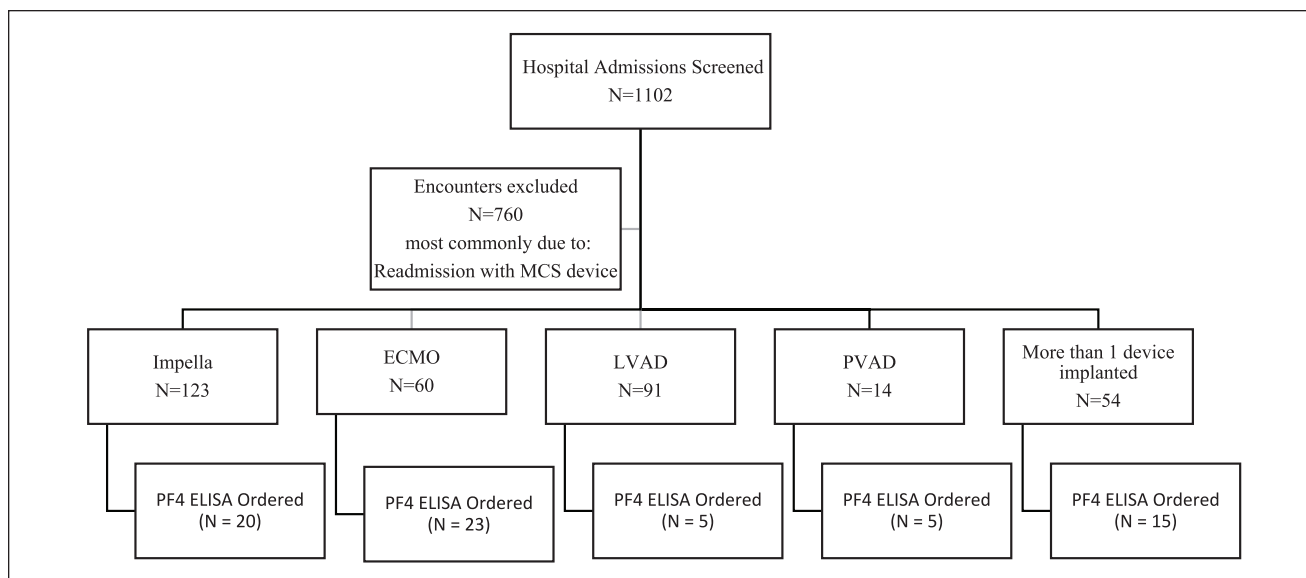 Hospital Admissions Screened
N=1102
Encounters excluded
N=760
most commonly due to:
Readmission with MCS device
Impella
N=123
ECMO
N=60
LVAD
N=91
PVAD
N=14
More than 1 device
implanted
N=54
PF4 ELISA Ordered
(N = 20)
PF4 ELISA Ordered
(N = 23)
PF4 ELISA Ordered
(N = 5)
PF4 ELISA Ordered
(N = 5)
PF4 ELISA Ordered
(N = 15)